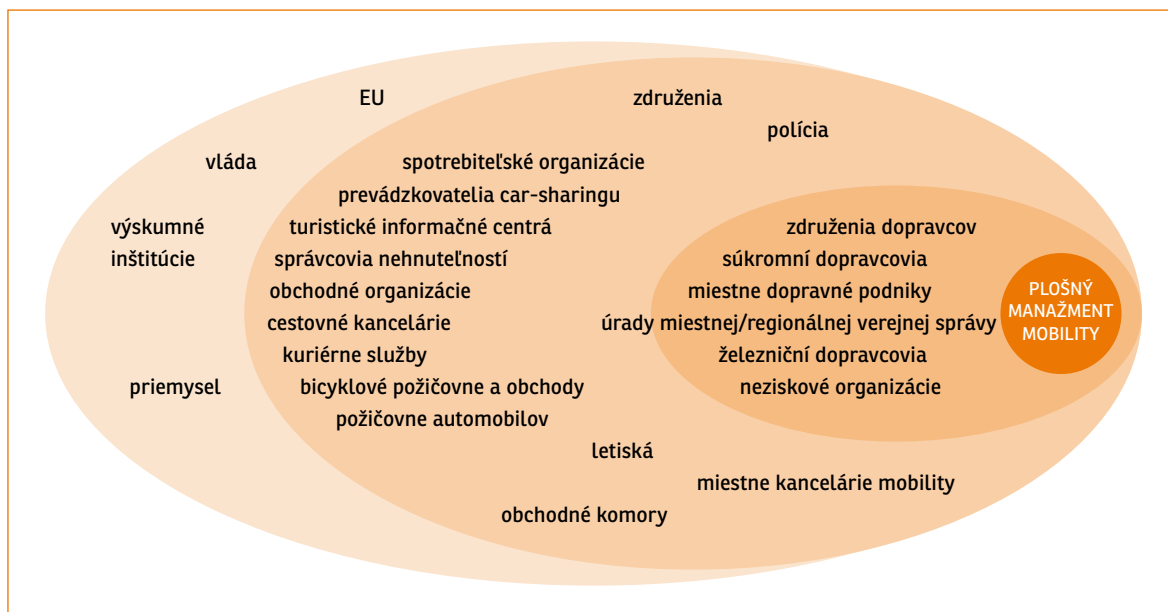 EU
združenia
polícia
vláda
spotrebiteľské organizácie
prevádzkovatelia car-sharingu
výskumné
inštitúcie
turistické informačné centrá
združenia dopravcov
správcovia nehnuteľností
súkromní dopravcovia
obchodné organizácie
miestne dopravné podniky
cestovné kancelárie
úrady miestnej/regionálnej verejnej správy
kuriérne služby
železniční dopravcovia
priemysel
bicyklové požičovne a obchody
neziskové organizácie
požičovne automobilov
letiská
miestne kancelárie mobility
obchodné komory
PLOŠNÝ
MANAŽMENT
MOBILITY